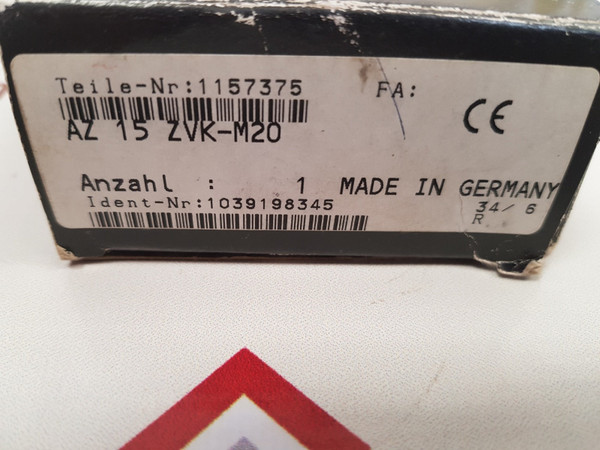 Teile-Nr:1157375 FA:
CE
AZ 15 ZVK-M20
Anzahl : 1 MADE IN GERMANY
Ident-Nr:1039198345 34/ 6
R